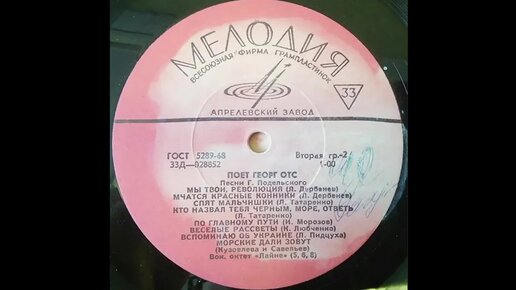 МЕЛОДИЯ
ВСЕСОЮЗНАЯ ФИРМА ГРАМПЛАСТИНОК
33
АПРЕЛЕВСКИЙ ЗАВОД
ГОСТ 5289-68
33Д—028852
Вторая гр.-2
1-00
ПОЕТ ГЕОРГ ОТС
Песни Г. Подельского
МЫ ТВОИ, РЕВОЛЮЦИЯ (Л. Дербенев)
МЧАТСЯ КРАСНЫЕ КОННИКИ (Л. Дербенев)
СПЯТ МАЛЬЧИШКИ (Л. Татаренко)
КТО НАЗВАЛ ТЕБЯ ЧЕРНЫМ, МОРЕ, ОТВЕТЬ
(Л. Татаренко)
ПО ГЛАВНОМУ ПУТИ (И. Морозов)
ВЕСЕЛЫЕ РАССВЕТЫ (К. Любченко)
ВСПОМИНАЮ ОБ УКРАИНЕ (Л. Пидцуха)
МОРСКИЕ ДАЛИ ЗОВУТ
(Кузовлева и Савельев)
Вок. октет «Лайне» (5, 6, 8)